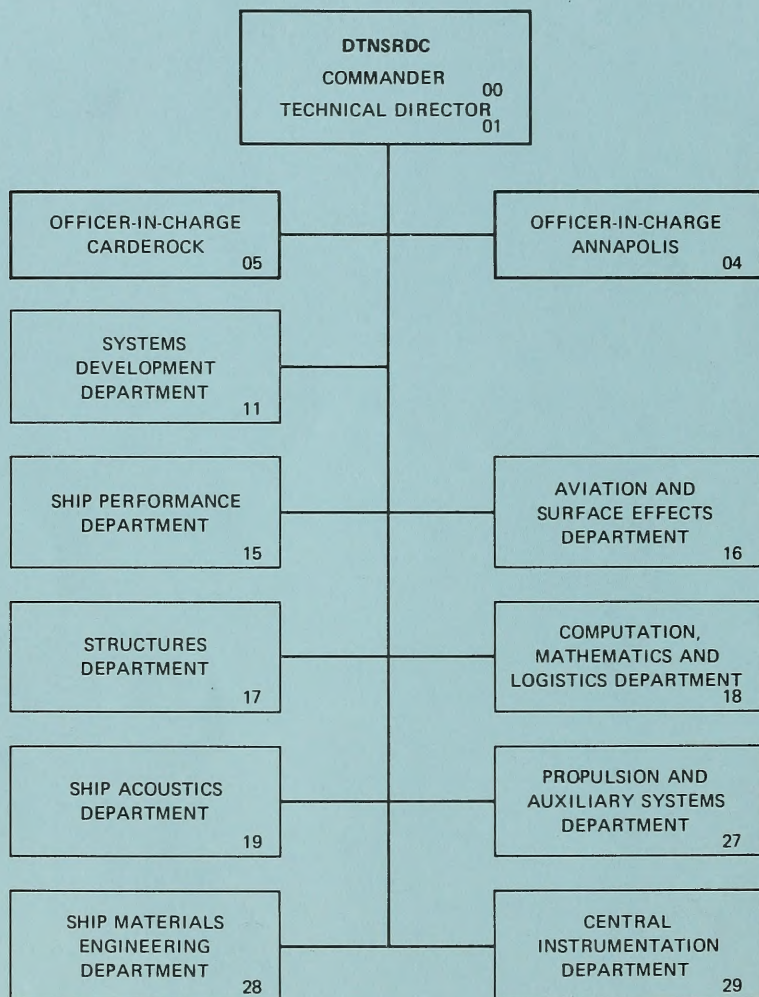 DTNSRDC
COMMANDER 00
TECHNICAL DIRECTOR 01
OFFICER-IN-CHARGE
CARDEROCK
05
OFFICER-IN-CHARGE
ANNAPOLIS
04
SYSTEMS
DEVELOPMENT
DEPARTMENT
11
SHIP PERFORMANCE
DEPARTMENT
15
AVIATION AND
SURFACE EFFECTS
DEPARTMENT
16
STRUCTURES
DEPARTMENT
17
COMPUTATION,
MATHEMATICS AND
LOGISTICS DEPARTMENT
18
SHIP ACOUSTICS
DEPARTMENT
19
PROPULSION AND
AUXILIARY SYSTEMS
DEPARTMENT
27
SHIP MATERIALS
ENGINEERING
DEPARTMENT
28
CENTRAL
INSTRUMENTATION
DEPARTMENT
29